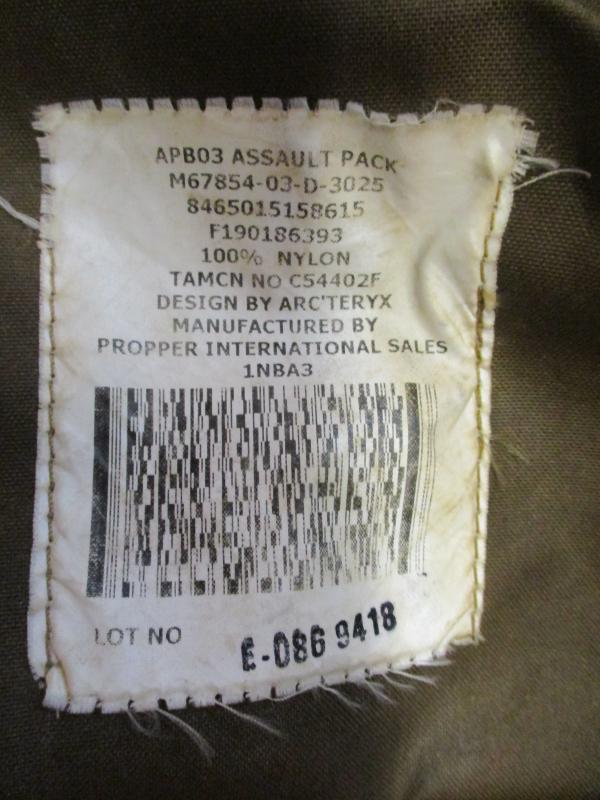 APB03 ASSAULT PACK
M67854-03-D-3025
8465015158615
F190186393
100% NYLON
TAMCN NO C54402F
DESIGN BY ARC'TERYX
MANUFACTURED BY
PROPPER INTERNATIONAL SALES
1NBA3
LOT NO E-086 9418